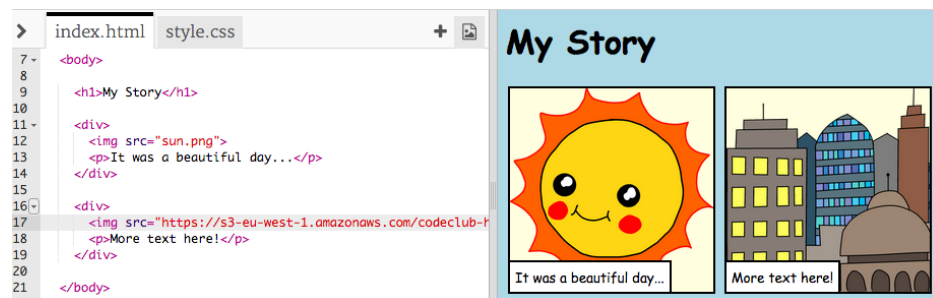 index.html style.css
7 <body>
8
9 <h1>My Story</h1>
10
11 <div>
12 <img src="sun.png">
13 <p>It was a beautiful day...</p>
14 </div>
15
16 <div>
17 <img src="https://s3-eu-west-1.amazonaws.com/codeclub-h
18 <p>More text here!</p>
19 </div>
20
21 </body>
My Story
It was a beautiful day...
More text here!